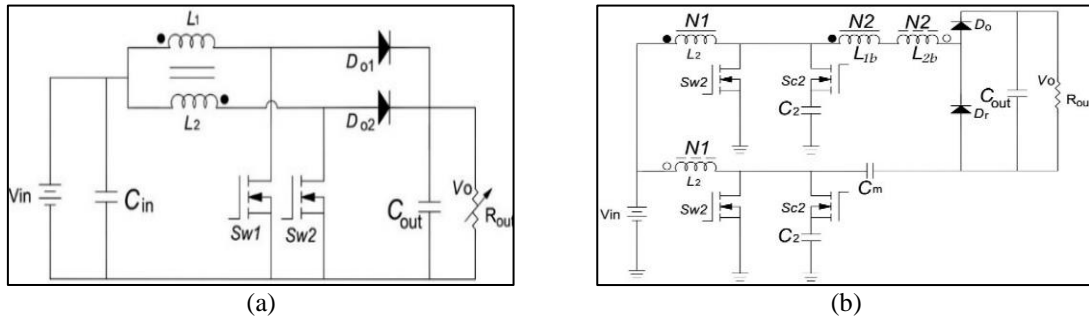 L1
Do1
L2
Do2
Vin
Cin
Sw1
Sw2
Cout
Vo
Rout
(a)
N1
N2
N2
Do
L2
L1b
L2b
Sw2
Sc2
C2
Cout
Vo
Rou
Dr
N1
L2
Cm
Vin
Sw2
Sc2
C2
(b)